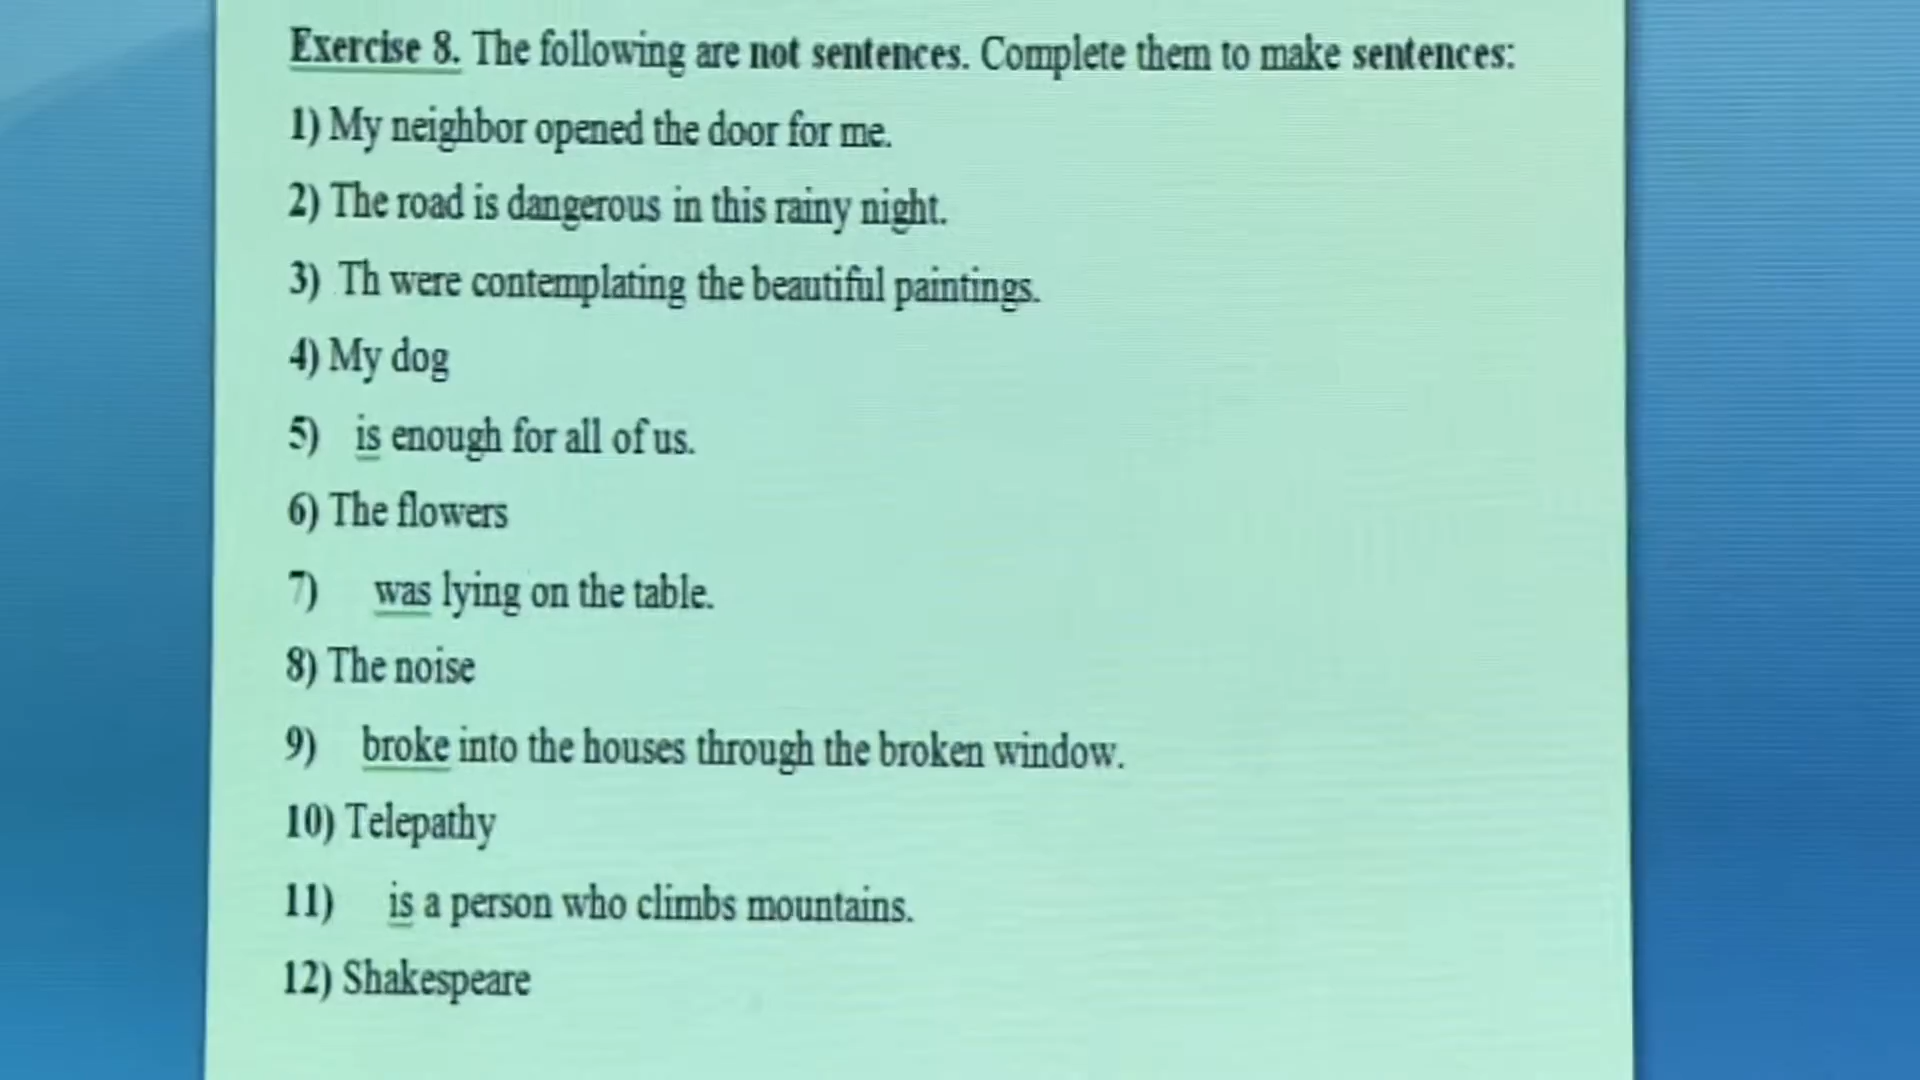 Exercise 8. The following are not sentences. Complete them to make sentences:
1) My neighbor opened the door for me.
2) The road is dangerous in this rainy night.
3) Th were contemplating the beautiful paintings.
4) My dog
5) is enough for all of us.
6) The flowers
7) was lying on the table.
8) The noise
9) broke into the houses through the broken window.
10) Telepathy
11) is a person who climbs mountains.
12) Shakespeare